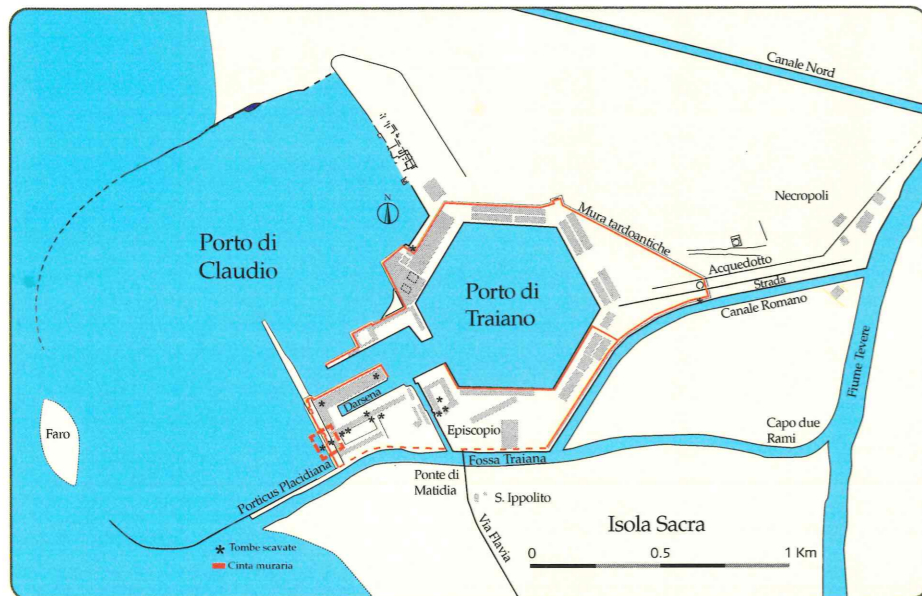 Canale Nord
Necropoli
N
Mura tardoantiche
Porto di
Claudio
Acquedotto
Strada
Canale Romano
Porto di
Traiano
Fiume Tevere
Darsena
Faro
Episcopio
Capo due
Rami
Fossa Traiana
Porticus Placidiana
Ponte di
Matidia
S. Ippolito
Via Flavia
Isola Sacra
0 0.5 1 Km
* Tombe scavate
Cinta muraria